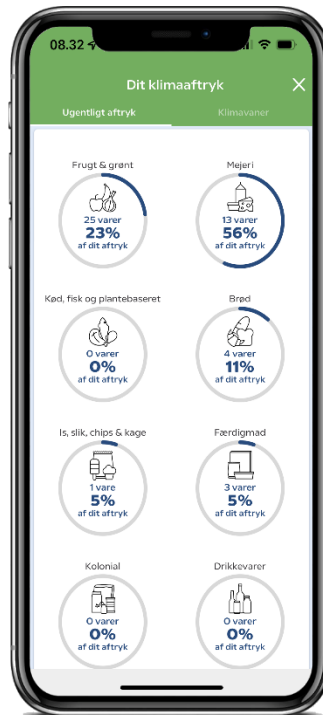 08.32
Dit klimaaftryk
Ugentligt aftryk
Klimavaner
Frugt & grønt
25 varer
23%
af dit aftryk
Mejeri
13 varer
56%
af dit aftryk
Kød, fisk og plantebaseret
0 varer
0%
af dit aftryk
Brød
4 varer
11%
af dit aftryk
Is, slik, chips & kage
1 vare
5%
af dit aftryk
Færdigmad
3 varer
5%
af dit aftryk
Kolonial
0 varer
0%
af dit aftryk
Drikkevarer
0 varer
0%
af dit aftryk